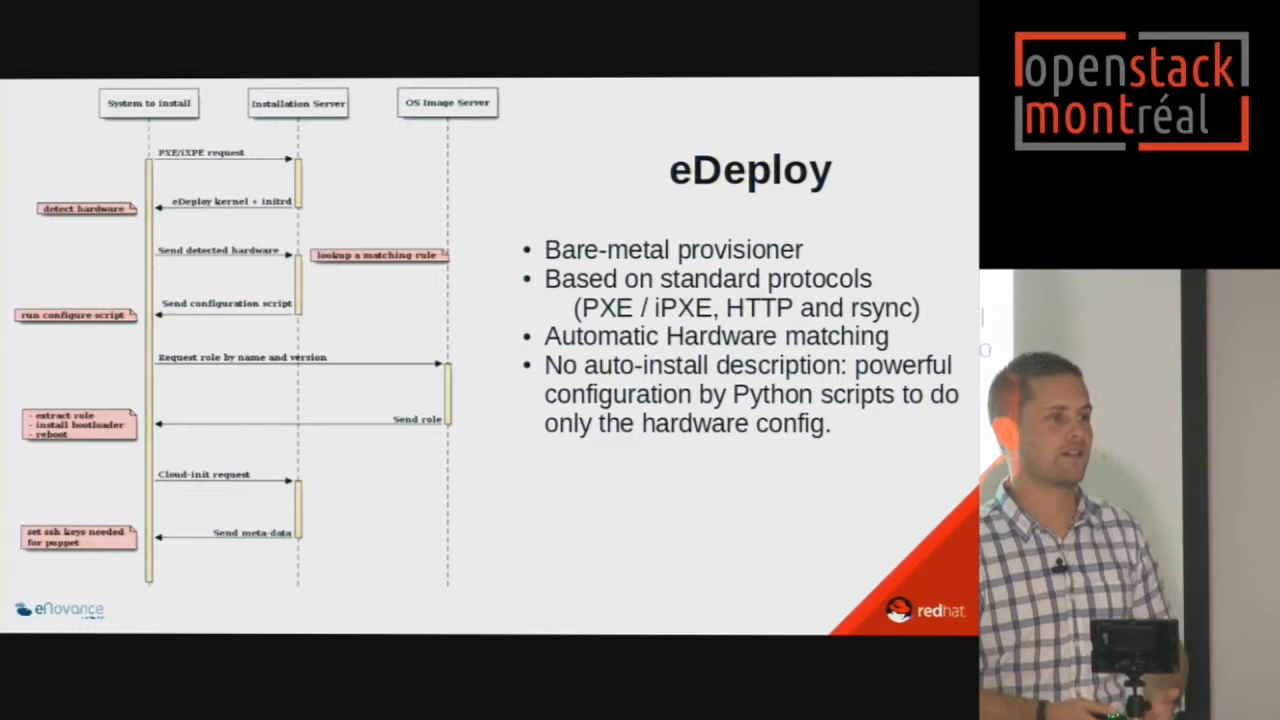 System to install
Installation Server
OS Image Server
PXE/iXPE request
eDeploy kernel + initrd
detect hardware
Send detected hardware
lookup a matching rule
Send configuration script
run configure script
Request role by name and version
- extract role
- install bootloader
- reboot
Send role
Cloud-init request
set ssh keys needed
for puppet
Send meta-data
eNovance
eDeploy
• Bare-metal provisioner
• Based on standard protocols
(PXE / iPXE, HTTP and rsync)
• Automatic Hardware matching
• No auto-install description: powerful
configuration by Python scripts to do
only the hardware config.
redhat
openstack
montréal